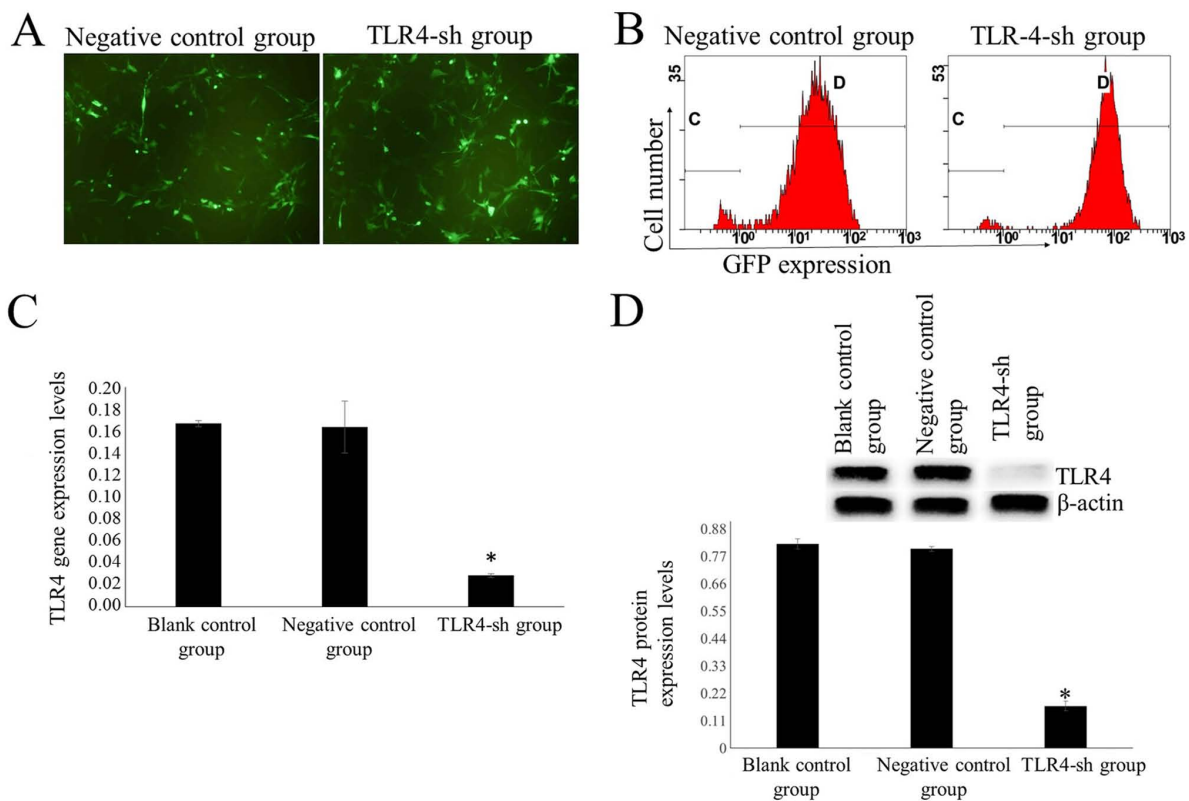 A
Negative control group
TLR4-sh group
B
Negative control group
TLR-4-sh group
35
C
D
10⁰
10¹
10²
10³
53
C
D
10⁰
10¹
10²
10³
Cell number
GFP expression
C
TLR4 gene expression levels
0.20
0.18
0.16
0.14
0.12
0.10
0.08
0.06
0.04
0.02
0.00
*
Blank control
group
Negative control
group
TLR4-sh group
D
Blank control
group
Negative control
group
TLR4-sh
group
TLR4
β-actin
TLR4 protein
expression levels
0.88
0.77
0.66
0.55
0.44
0.33
0.22
0.11
0
*
Blank control
group
Negative control
group
TLR4-sh group